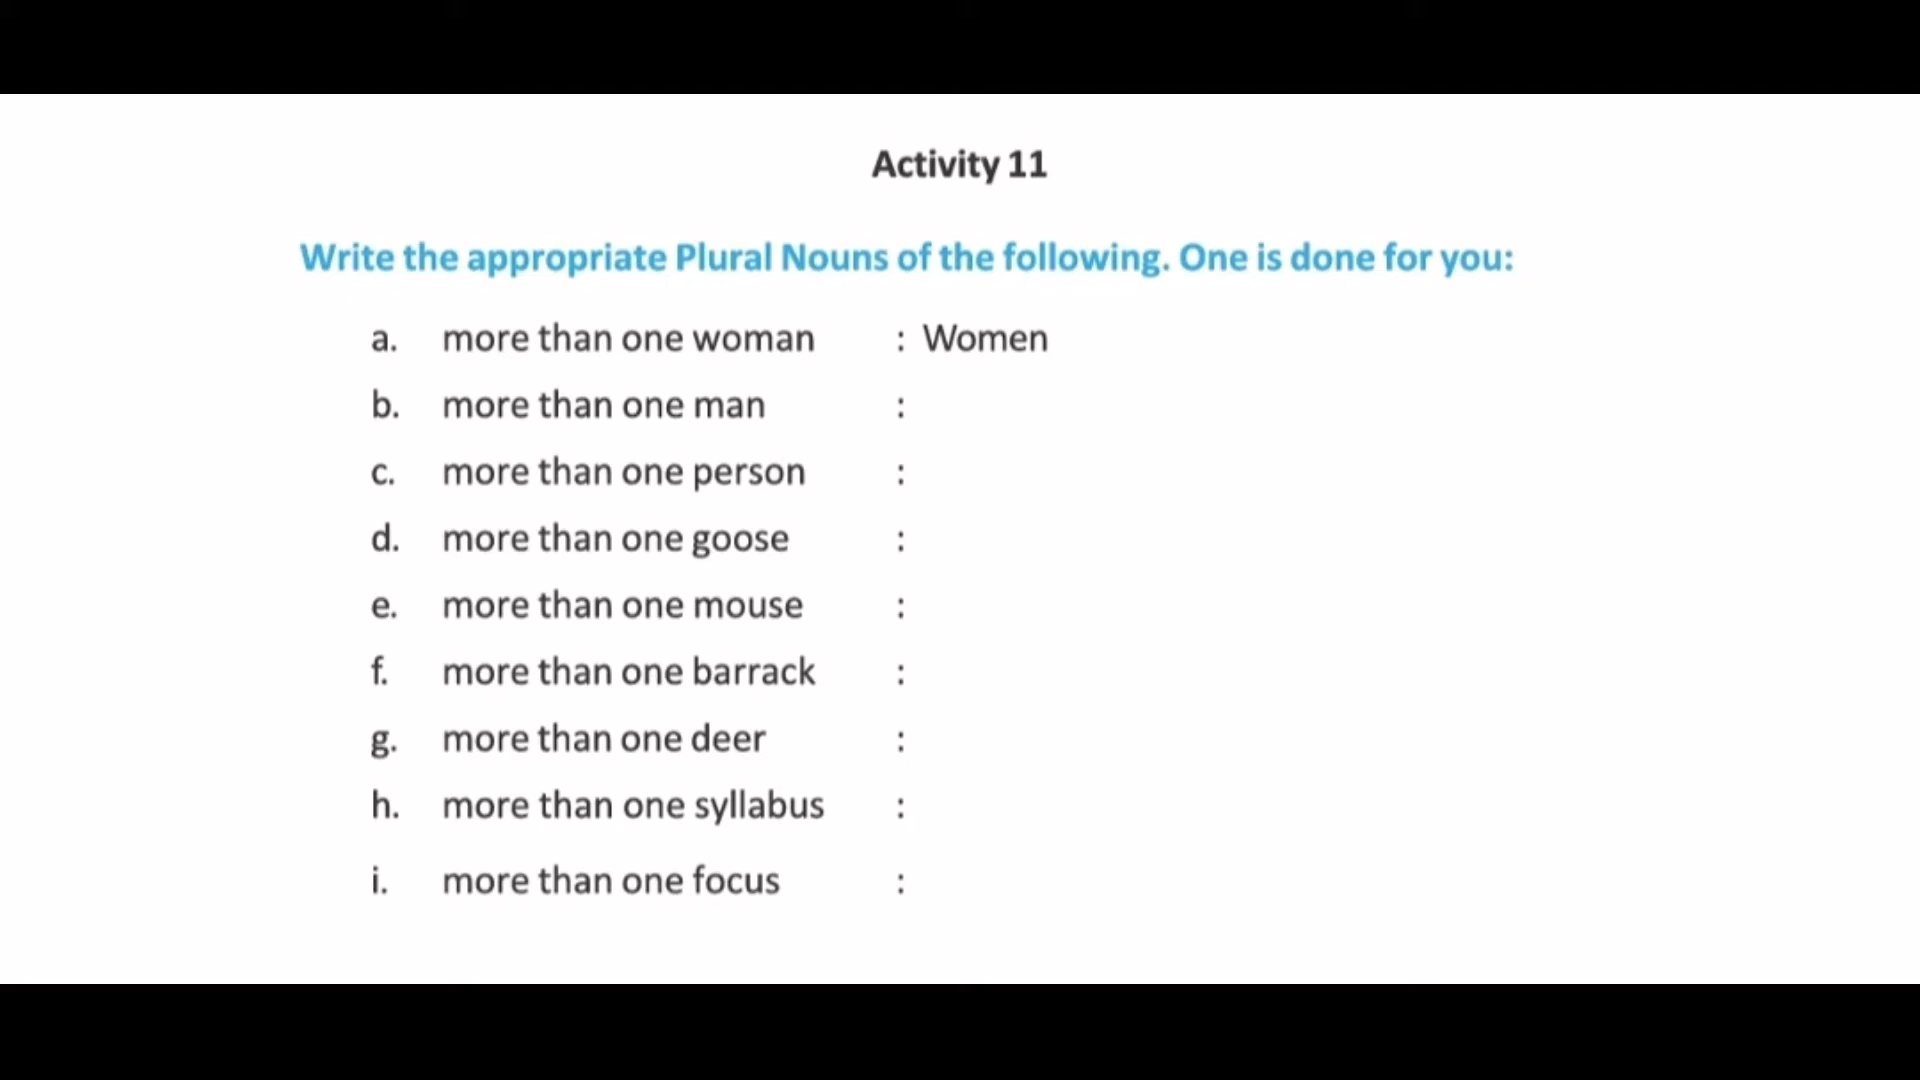 Activity 11
Write the appropriate Plural Nouns of the following. One is done for you:
a. more than one woman : Women
b. more than one man :
c. more than one person :
d. more than one goose :
e. more than one mouse :
f. more than one barrack :
g. more than one deer :
h. more than one syllabus :
i. more than one focus :